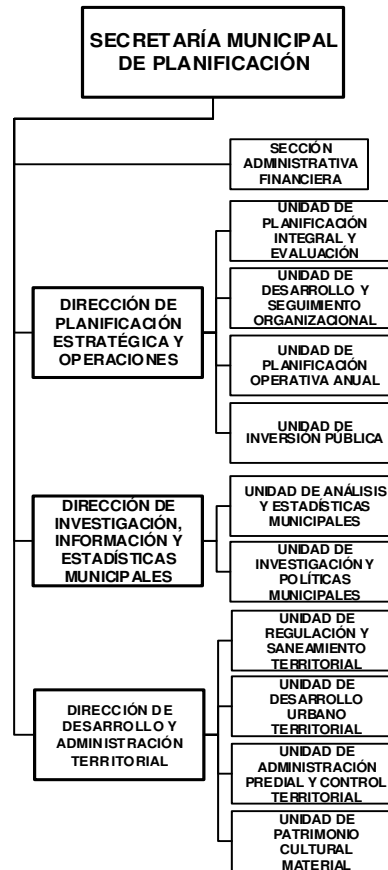 SECRETARÍA MUNICIPAL
DE PLANIFICACIÓN
SECCIÓN
ADMINISTRATIVA
FINANCIERA
DIRECCIÓN DE
PLANIFICACIÓN
ESTRATÉGICA Y
OPERACIONES
UNIDAD DE
PLANIFICACIÓN
INTEGRAL Y
EVALUACIÓN
UNIDAD DE
DESARROLLO Y
SEGUIMIENTO
ORGANIZACIONAL
UNIDAD DE
PLANIFICACIÓN
OPERATIVA ANUAL
UNIDAD DE
INVERSIÓN PÚBLICA
DIRECCIÓN DE
INVESTIGACIÓN,
INFORMACIÓN Y
ESTADÍSTICAS
MUNICIPALES
UNIDAD DE ANÁLISIS
Y ESTADÍSTICAS
MUNICIPALES
UNIDAD DE
INVESTIGACIÓN Y
POLÍTICAS
MUNICIPALES
DIRECCIÓN DE
DESARROLLO Y
ADMINISTRACIÓN
TERRITORIAL
UNIDAD DE
REGULACIÓN Y
SANEAMIENTO
TERRITORIAL
UNIDAD DE
DESARROLLO
URBANO
TERRITORIAL
UNIDAD DE
ADMINISTRACIÓN
PREDIAL Y CONTROL
TERRITORIAL
UNIDAD DE
PATRIMONIO
CULTURAL
MATERIAL